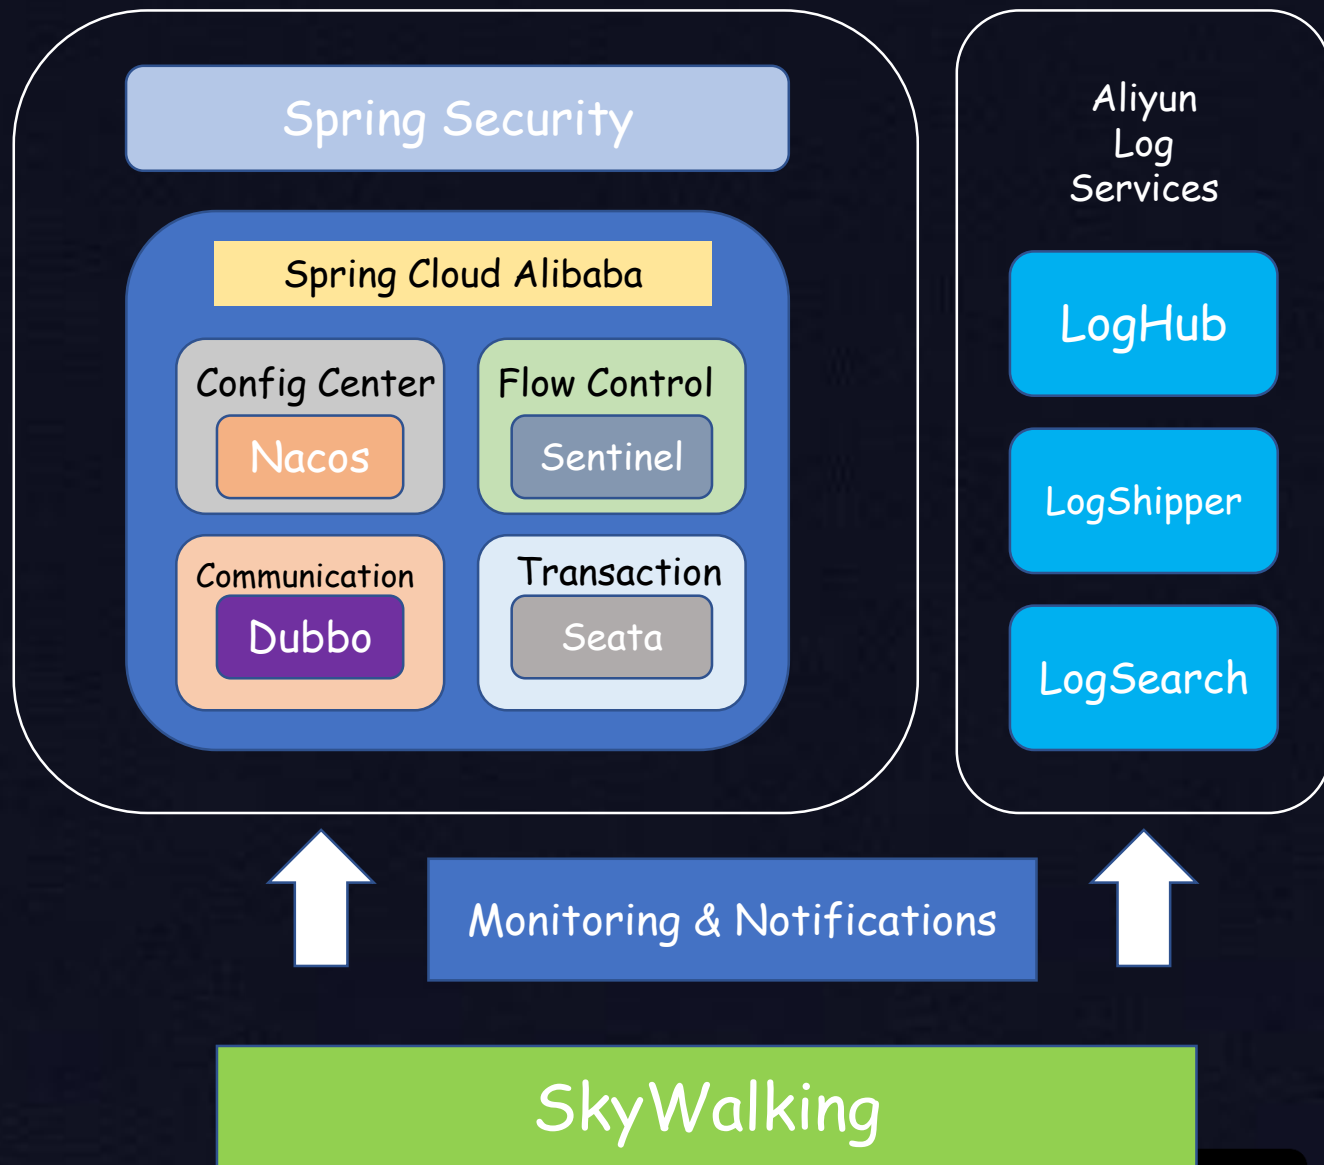 Spring Security
Spring Cloud Alibaba
Config Center
Nacos
Flow Control
Sentinel
Communication
Dubbo
Transaction
Seata
Aliyun
Log
Services
LogHub
LogShipper
LogSearch
Monitoring & Notifications
SkyWalking